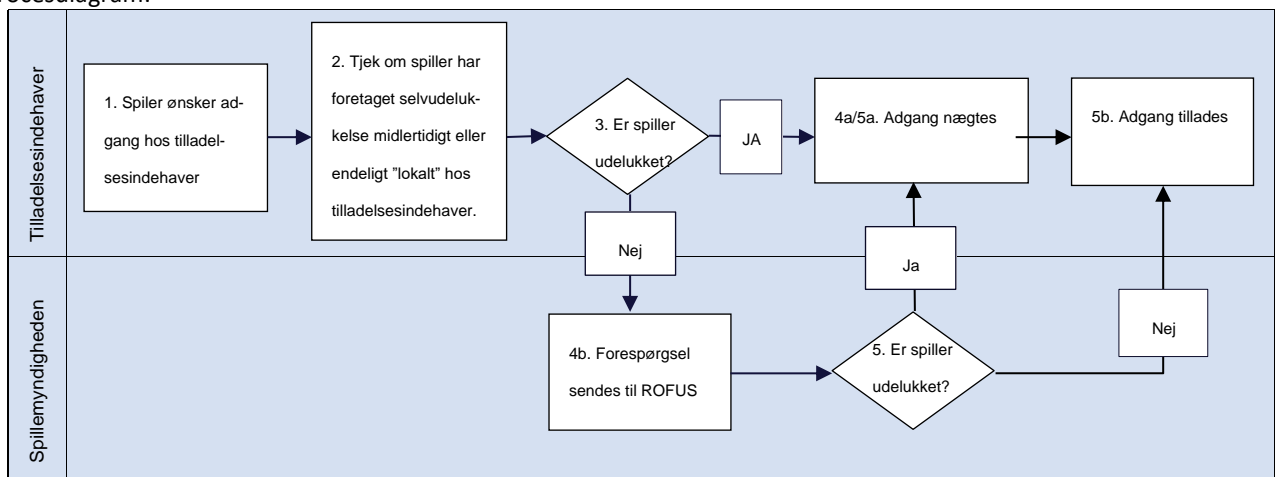 Tilladelsesindehaver
1. Spiler ønsker ad-
gang hos tilladel-
sesindehaver
2. Tjek om spiller har
foretaget selvudeluk-
kelse midlertidigt eller
endeligt ”lokalt” hos
tilladelsesindehaver.
3. Er spiller
udelukket?
JA
4a/5a. Adgang nægtes
5b. Adgang tillades
Nej
Ja
Spillemyndigheden
4b. Forespørgsel
sendes til ROFUS
5. Er spiller
udelukket?
Nej